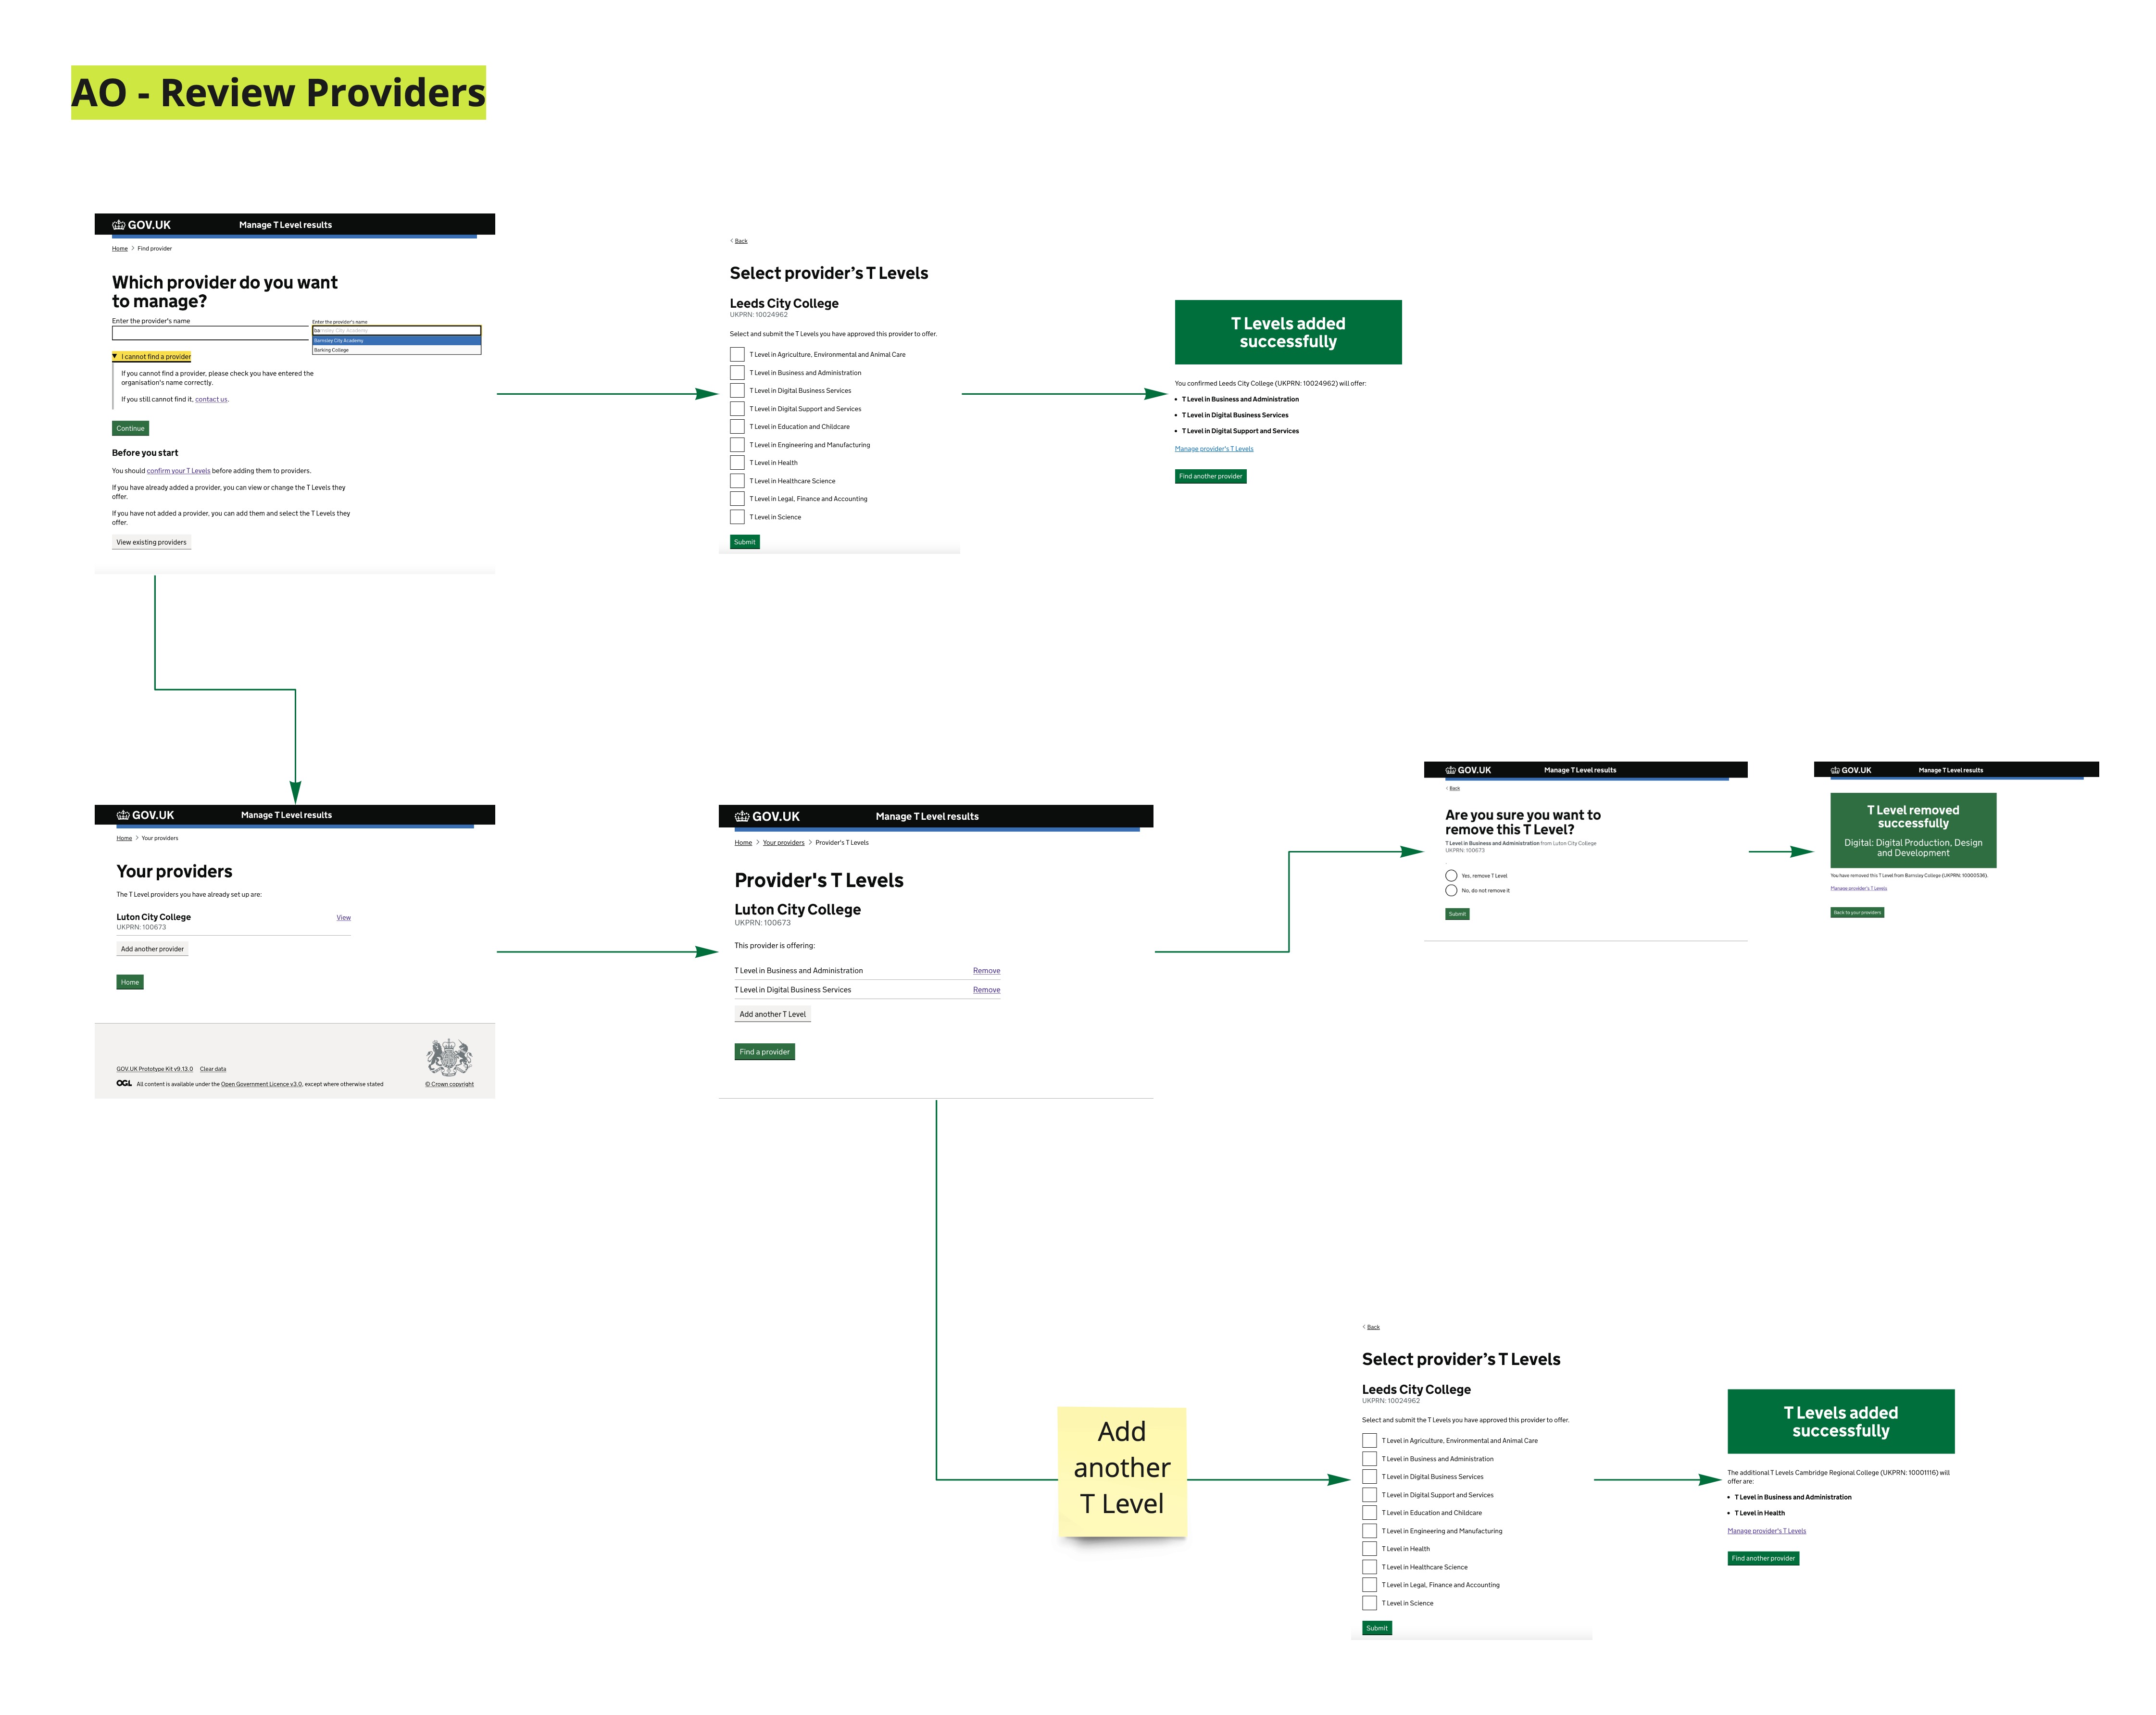 AO - Review Providers
GOV.UK
Manage T Level results
Home > Find provider
Which provider do you want
to manage?
Enter the provider's name
Enter the provider's name
barnsley City Academy
Barnsley City Academy
Barking College
▼ I cannot find a provider
If you cannot find a provider, please check you have entered the
organisation's name correctly.
If you still cannot find it, contact us.
Continue
Before you start
You should confirm your T Levels before adding them to providers.
If you have already added a provider, you can view or change the T Levels they
offer.
If you have not added a provider, you can add them and select the T Levels they
offer.
View existing providers
< Back
Select provider's T Levels
Leeds City College
UKPRN: 10024962
Select and submit the T Levels you have approved this provider to offer.
T Level in Agriculture, Environmental and Animal Care
T Level in Business and Administration
T Level in Digital Business Services
T Level in Digital Support and Services
T Level in Education and Childcare
T Level in Engineering and Manufacturing
T Level in Health
T Level in Healthcare Science
T Level in Legal, Finance and Accounting
T Level in Science
Submit
T Levels added
successfully
You confirmed Leeds City College (UKPRN: 10024962) will offer:
• T Level in Business and Administration
• T Level in Digital Business Services
• T Level in Digital Support and Services
Manage provider's T Levels
Find another provider
GOV.UK
Manage T Level results
Home > Your providers
Your providers
The T Level providers you have already set up are:
Luton City College
View
UKPRN: 100673
Add another provider
Home
GOV.UK Prototype Kit v9.13.0 Clear data
OGL All content is available under the Open Government Licence v3.0, except where otherwise stated
© Crown copyright
GOV.UK
Manage T Level results
Home > Your providers > Provider's T Levels
Provider's T Levels
Luton City College
UKPRN: 100673
This provider is offering:
T Level in Business and Administration Remove
T Level in Digital Business Services Remove
Add another T Level
Find a provider
GOV.UK
Manage T Level results
< Back
Are you sure you want to
remove this T Level?
T Level in Business and Administration from Luton City College
UKPRN: 100673
Yes, remove T Level
No, do not remove it
Submit
GOV.UK
Manage T Level results
T Level removed
successfully
Digital: Digital Production, Design
and Development
You have removed this T Level from Barnsley College (UKPRN: 10000536).
Manage provider's T Levels
Back to your providers
Add
another
T Level
< Back
Select provider's T Levels
Leeds City College
UKPRN: 10024962
Select and submit the T Levels you have approved this provider to offer.
T Level in Agriculture, Environmental and Animal Care
T Level in Business and Administration
T Level in Digital Business Services
T Level in Digital Support and Services
T Level in Education and Childcare
T Level in Engineering and Manufacturing
T Level in Health
T Level in Healthcare Science
T Level in Legal, Finance and Accounting
T Level in Science
Submit
T Levels added
successfully
The additional T Levels Cambridge Regional College (UKPRN: 10001116) will
offer are:
• T Level in Business and Administration
• T Level in Health
Manage provider's T Levels
Find another provider